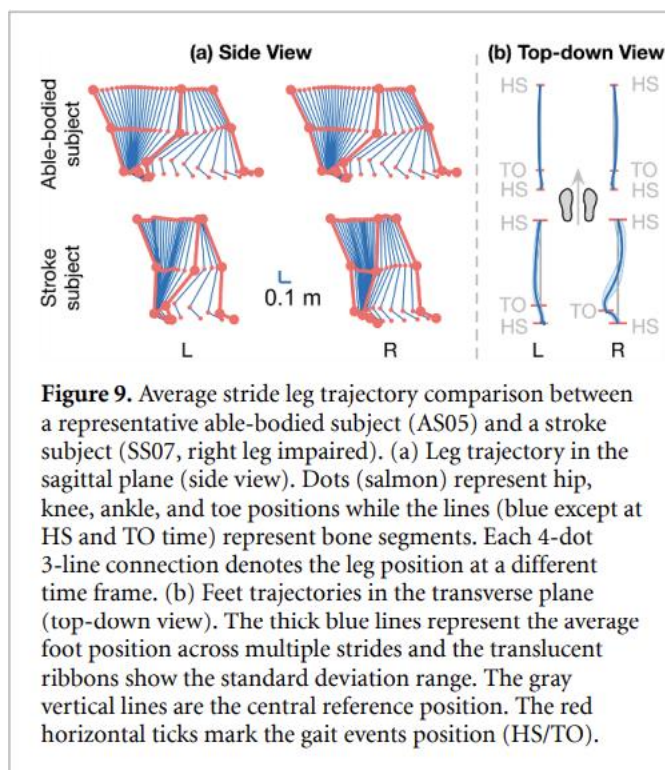 (a) Side View
(b) Top-down View
Able-bodied
subject
HS
HS
TO
TO
HS
HS
Stroke
subject
0.1 m
HS
HS
TO
TO
HS
HS
L
R
L
R
Figure 9. Average stride leg trajectory comparison between
a representative able-bodied subject (AS05) and a stroke
subject (SS07, right leg impaired). (a) Leg trajectory in the
sagittal plane (side view). Dots (salmon) represent hip,
knee, ankle, and toe positions while the lines (blue except at
HS and TO time) represent bone segments. Each 4-dot
3-line connection denotes the leg position at a different
time frame. (b) Feet trajectories in the transverse plane
(top-down view). The thick blue lines represent the average
foot position across multiple strides and the translucent
ribbons show the standard deviation range. The gray
vertical lines are the central reference position. The red
horizontal ticks mark the gait events position (HS/TO).